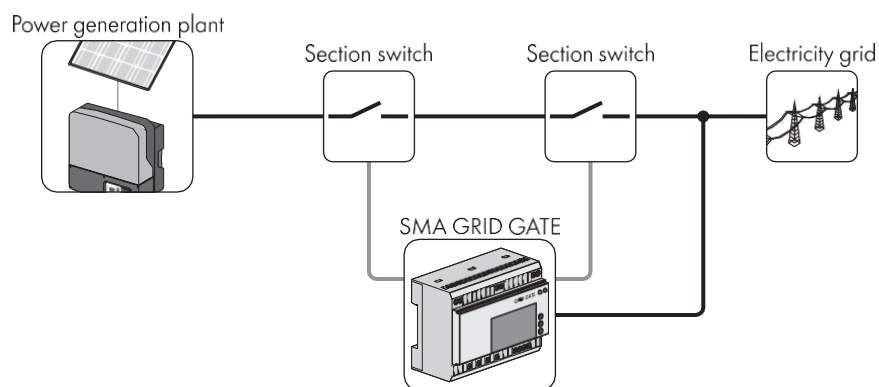 Power generation plant
Section switch
Section switch
Electricity grid
SMA GRID GATE